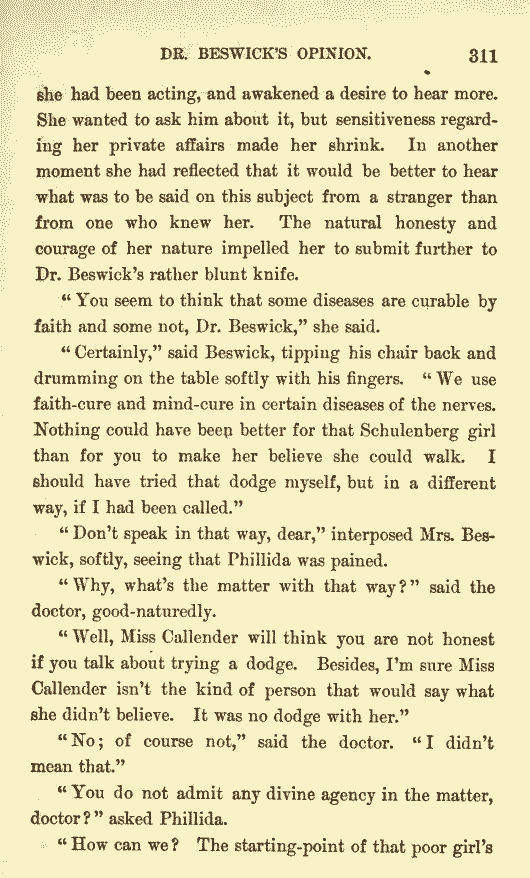 DR. BESWICK'S OPINION. 311
she had been acting, and awakened a desire to hear more.
She wanted to ask him about it, but sensitiveness regard-
ing her private affairs made her shrink. In another
moment she had reflected that it would be better to hear
what was to be said on this subject from a stranger than
from one who knew her. The natural honesty and
courage of her nature impelled her to submit further to
Dr. Beswick's rather blunt knife.
"You seem to think that some diseases are curable by
faith and some not, Dr. Beswick," she said.
"Certainly," said Beswick, tipping his chair back and
drumming on the table softly with his fingers. "We use
faith-cure and mind-cure in certain diseases of the nerves.
Nothing could have been better for that Schulenberg girl
than for you to make her believe she could walk. I
should have tried that dodge myself, but in a different
way, if I had been called."
"Don't speak in that way, dear," interposed Mrs. Bes-
wick, softly, seeing that Phillida was pained.
"Why, what's the matter with that way?" said the
doctor, good-naturedly.
"Well, Miss Callender will think you are not honest
if you talk about trying a dodge. Besides, I'm sure Miss
Callender isn't the kind of person that would say what
she didn't believe. It was no dodge with her."
"No; of course not," said the doctor. "I didn't
mean that."
"You do not admit any divine agency in the matter,
doctor?" asked Phillida.
"How can we? The starting-point of that poor girl's